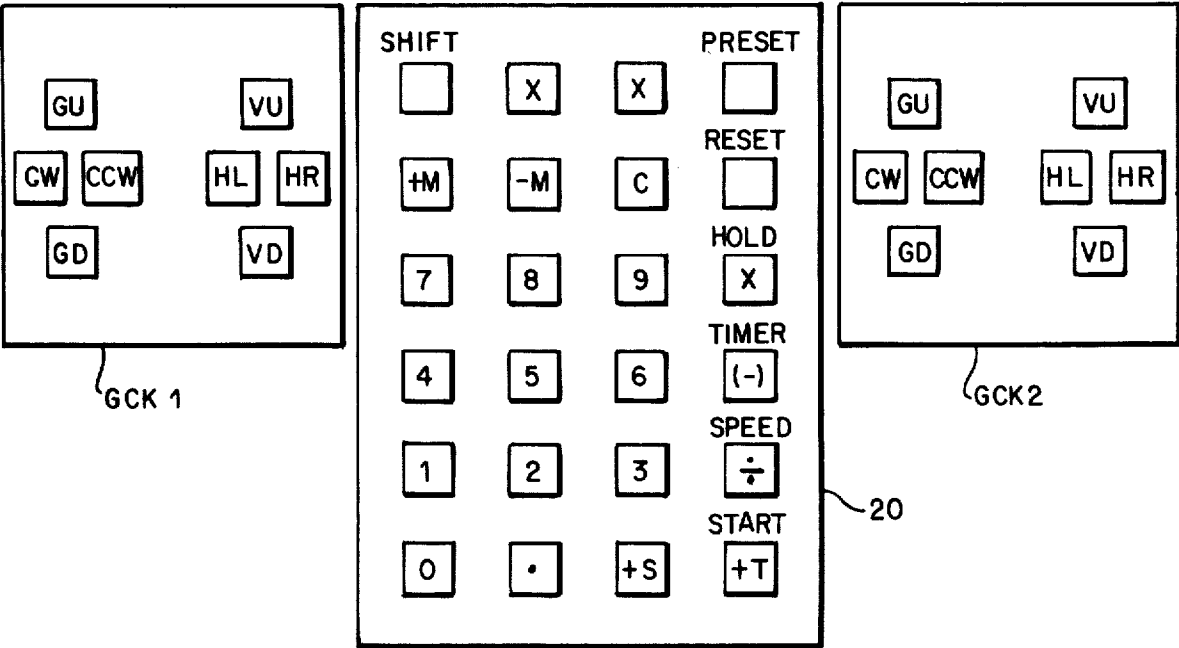 GU VU
CW CCW HL HR
GD VD
GCK 1
SHIFT PRESET
X X
RESET
+M -M C
HOLD
7 8 9 X
TIMER
4 5 6 (-)
SPEED
1 2 3 ÷
START
0 . +S +T
20
GU VU
CW CCW HL HR
GD VD
GCK2